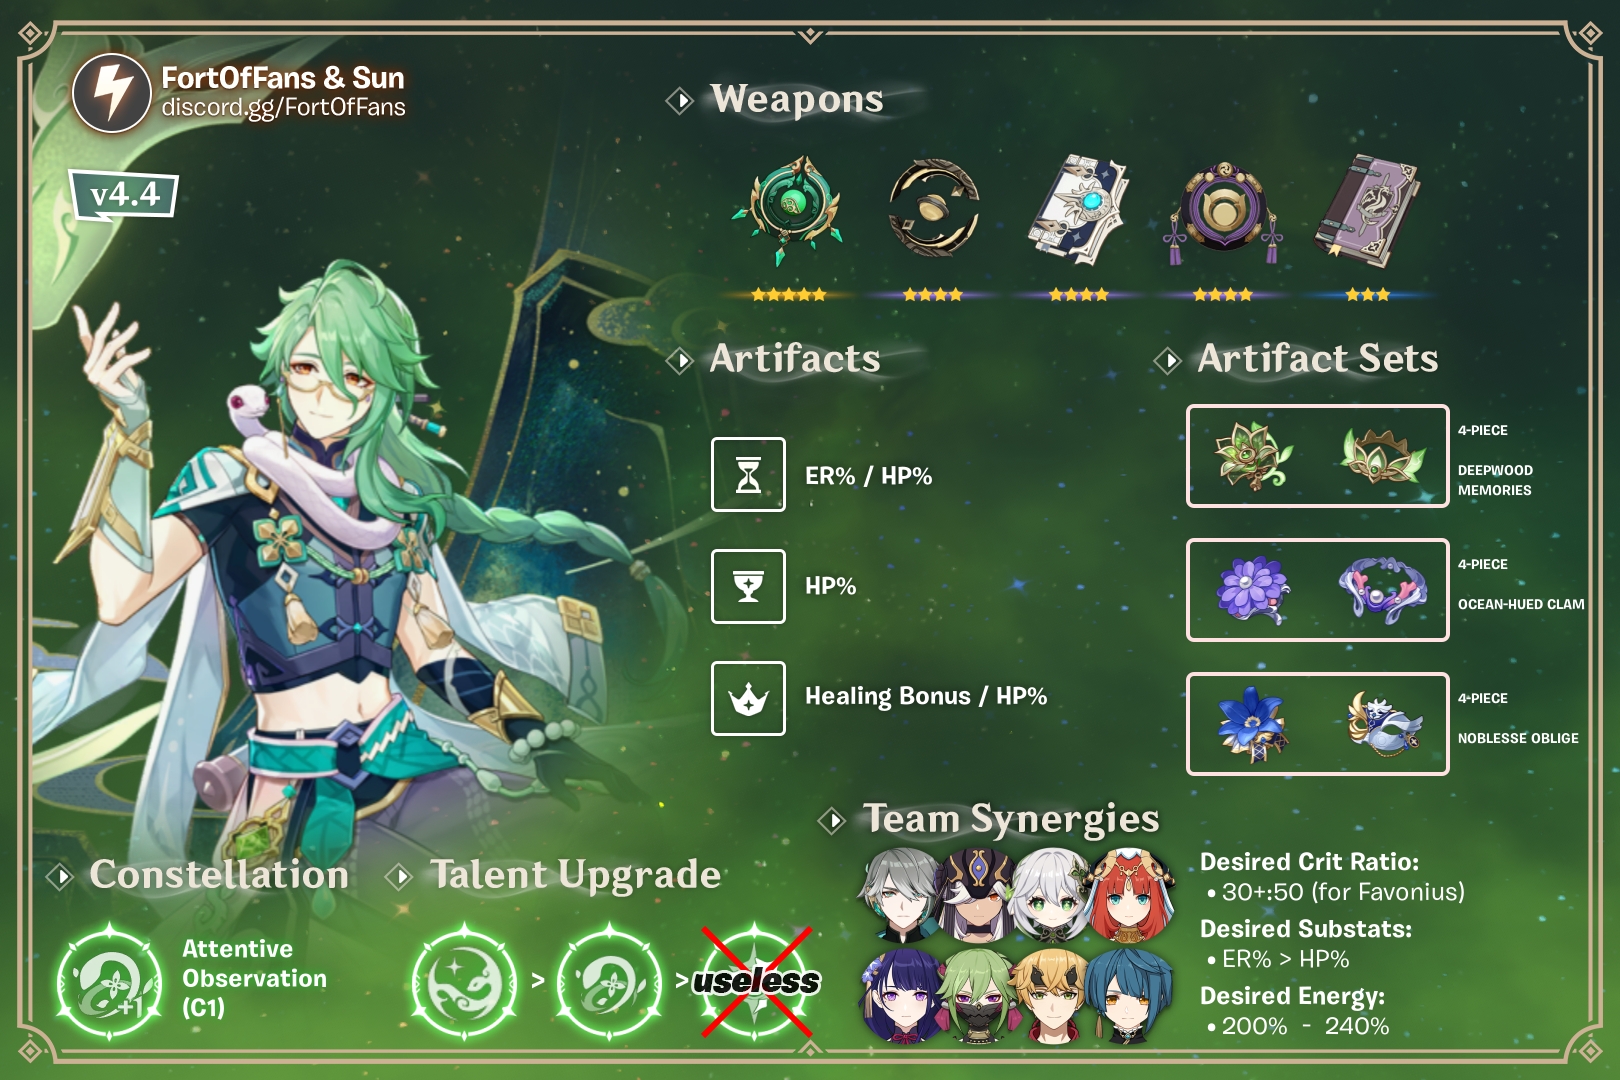 FortOfFans & Sun
discord.gg/FortOfFans
v4.4
Weapons
Artifacts
ER% / HP%
HP%
Healing Bonus / HP%
Artifact Sets
4-PIECE
DEEPWOOD
MEMORIES
4-PIECE
OCEAN-HUED CLAM
4-PIECE
NOBLESSE OBLIGE
Constellation
+1
Attentive
Observation
(C1)
Talent Upgrade
> > useless
Team Synergies
Desired Crit Ratio:
• 30+:50 (for Favonius)
Desired Substats:
• ER% > HP%
Desired Energy:
• 200% - 240%